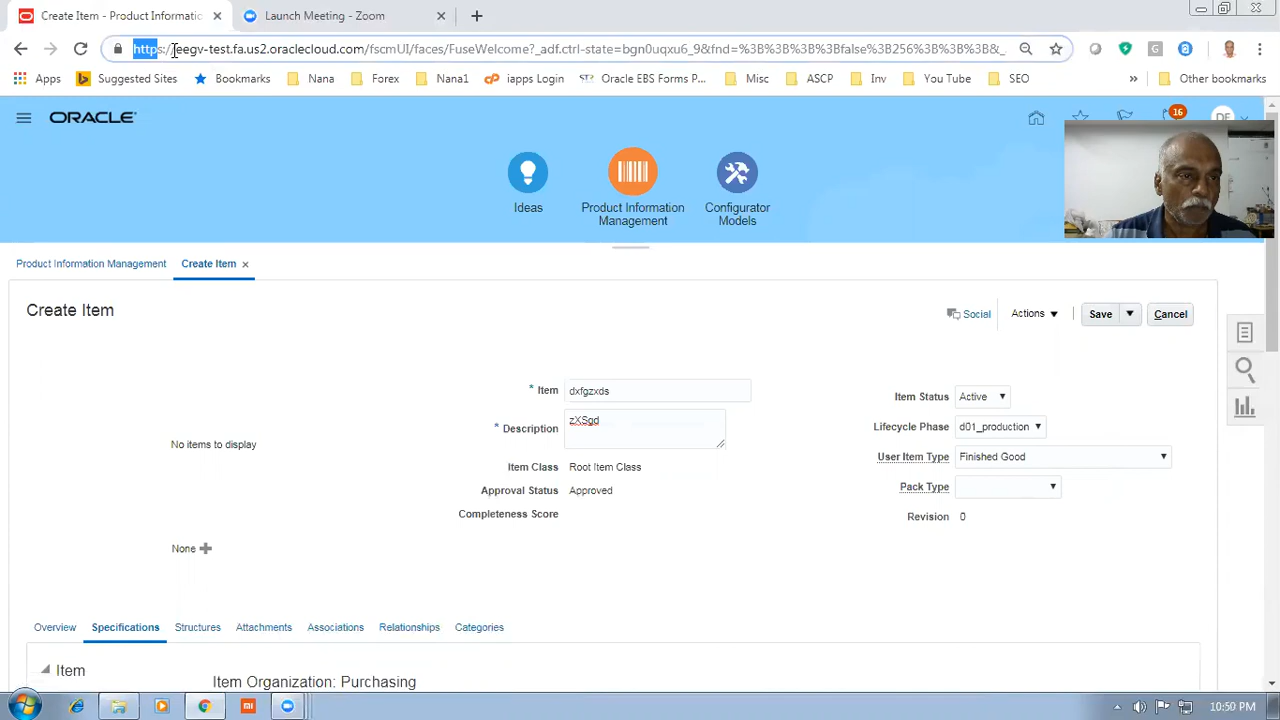 Create Item - Product Informatic
Launch Meeting - Zoom
https://eegv-test.fa.us2.oraclecloud.com/fscmUI/faces/FuseWelcome?_adf.ctrl-state=bgn0uqxu6_9&fnd=%3B%3B%3B%3Bfalse%3B256%3B%3B%3B&_
Apps
Suggested Sites
Bookmarks
Nana
Forex
Nana1
iapps Login
Oracle EBS Forms P...
Misc
ASCP
Inv
You Tube
SEO
»
Other bookmarks
ORACLE
16
DF
Ideas
Product Information
Management
Configurator
Models
Product Information Management
Create Item
Create Item
Social
Actions
Save
Cancel
No items to display
None
* Item dxfgzxds
* Description zXSgd
Item Class Root Item Class
Approval Status Approved
Completeness Score
Item Status Active
Lifecycle Phase d01_production
User Item Type Finished Good
Pack Type
Revision 0
Overview
Specifications
Structures
Attachments
Associations
Relationships
Categories
Item
Item Organization: Purchasing
10:50 PM